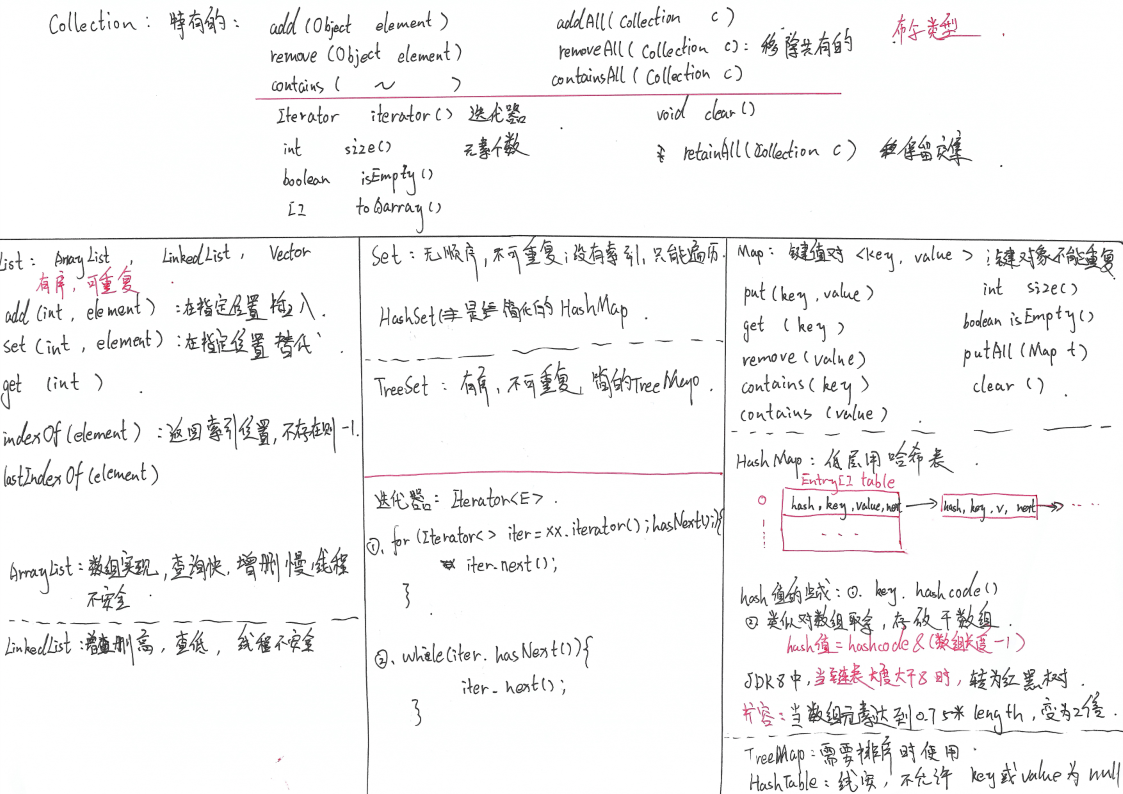 Collection: 特有的: add(Object element) addAll(Collection c) 布尔类型
remove(Object element) removeAll(Collection c): 移除共有的
contains( ~ ) containsAll(Collection c)
Iterator iterator() 迭代器 void clear()
int size() 元素个数 retainAll(Collection c) 保留交集
boolean isEmpty()
[] toArray()
List: ArrayList, LinkedList, Vector
有序,可重复
add(int, element):在指定位置插入.
set(int, element):在指定位置替代.
get (int)
indexOf(element):返回索引位置,不存在则-1.
lastIndexOf(element)
ArrayList:数组实现,查询快,增删慢,线程
不安全
LinkedList:增删高,查低,线程不安全
Set:无顺序,不可重复;没有索引,只能遍历.
HashSet 是 简化的HashMap.
TreeSet:有序,不可重复, 简的TreeMap.
迭代器:Iterator<E>.
①. for (Iterator<> iter=xx.iterator();hasNext();){
iter.next();
}
②. while(iter.hasNext()){
iter.next();
}
Map: 键值对<key, value>;键对象不能重复
put(key,value) int size()
get (key) boolean isEmpty()
remove(value) putAll(Map t)
contains(key) clear()
contains (value)
HashMap:低层用哈希表.
Entry[] table
0 hash,key,value,next hash,key,v,next ....
...
hash值的生成:①. key.hashcode()
② 类似对数组取余,存放于数组.
hash值=hashcode&(数组长度-1)
JDK8中,当链表长度大于8时,转为红黑树.
扩容:当数组元素达到0.75*length,变为2倍.
TreeMap:需要排序时使用.
HashTable:线安,不允许 key或value为null